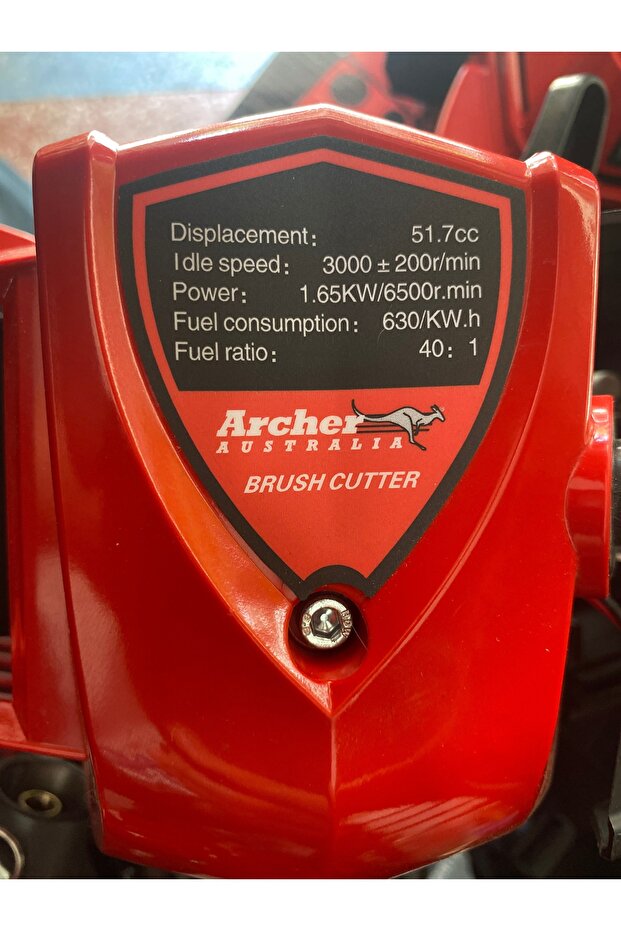 Displacement: 51.7cc
Idle speed: 3000 ± 200r/min
Power: 1.65KW/6500r.min
Fuel consumption: 630/KW.h
Fuel ratio: 40: 1
Archer
AUSTRALIA
BRUSH CUTTER